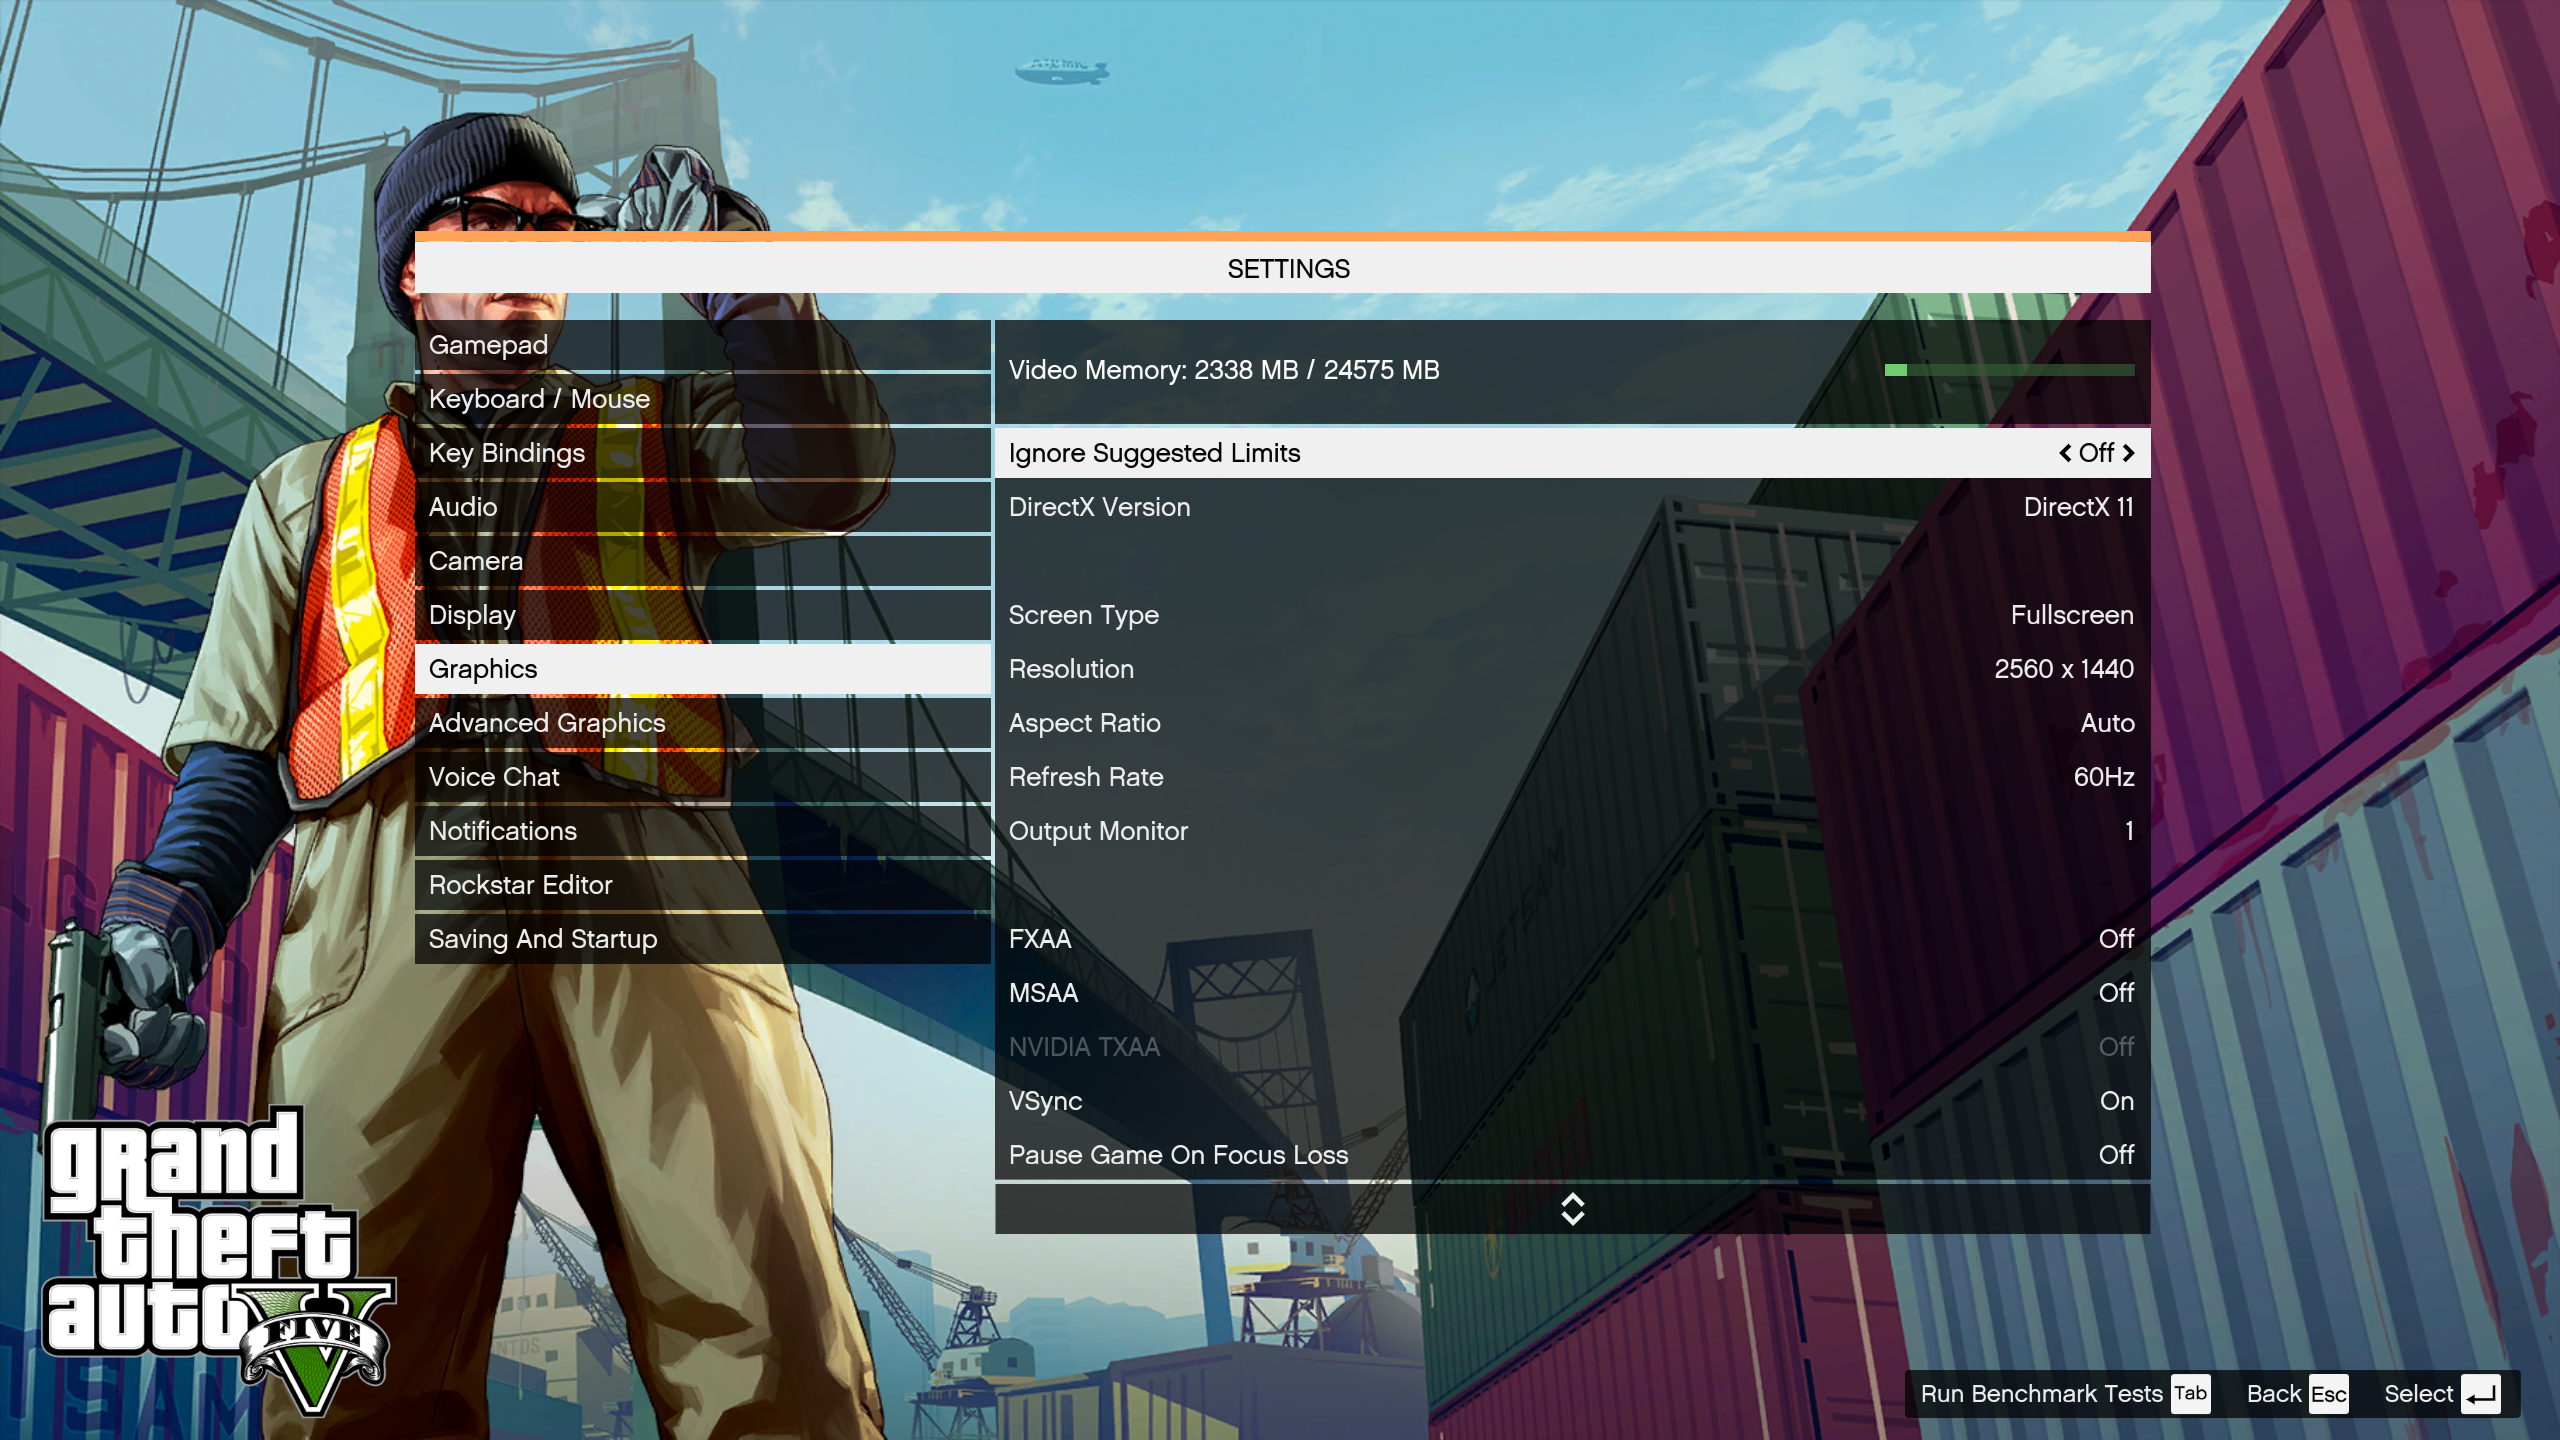 ATOMIC
SETTINGS
Gamepad
Keyboard / Mouse
Key Bindings
Audio
Camera
Display
Graphics
Advanced Graphics
Voice Chat
Notifications
Rockstar Editor
Saving And Startup
Video Memory: 2338 MB / 24575 MB
Ignore Suggested Limits < Off >
DirectX Version DirectX 11
Screen Type Fullscreen
Resolution 2560 x 1440
Aspect Ratio Auto
Refresh Rate 60Hz
Output Monitor 1
FXAA Off
MSAA Off
NVIDIA TXAA Off
VSync On
Pause Game On Focus Loss Off
JETSAM
grand
theft
auto V
FIVE
Run Benchmark Tests Tab Back Esc Select